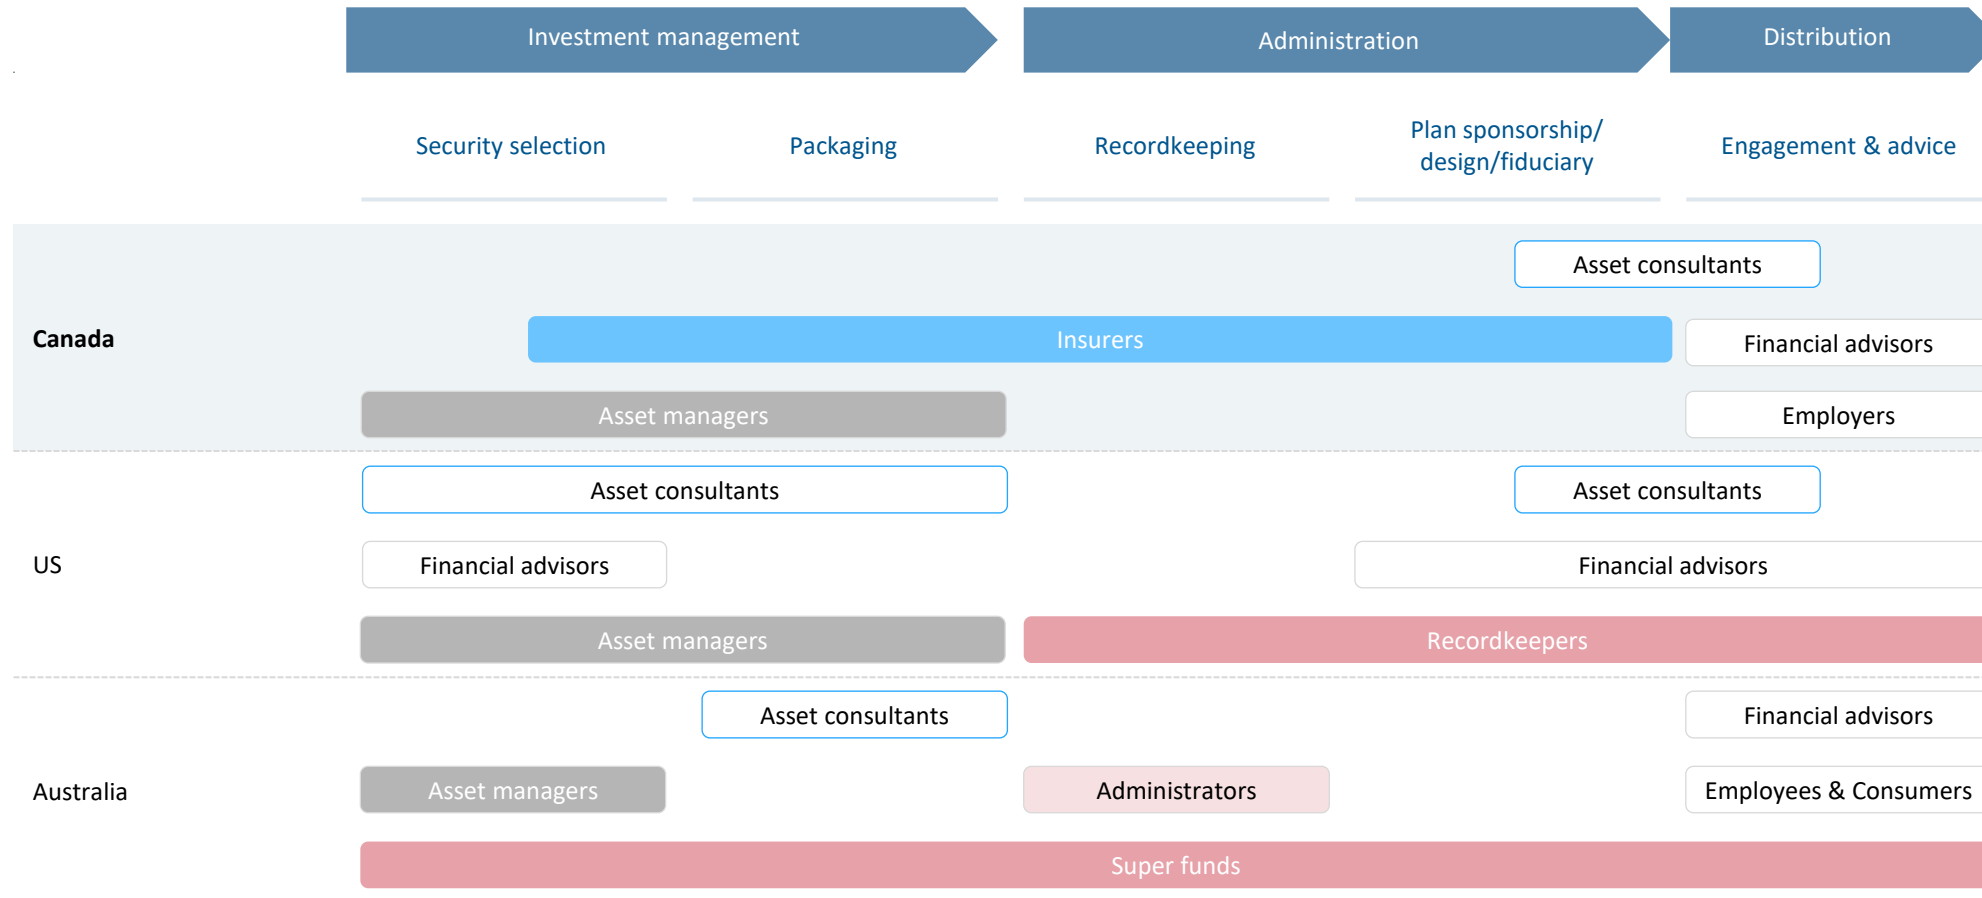 Investment management
Administration
Distribution
Security selection
Packaging
Recordkeeping
Plan sponsorship/
design/fiduciary
Engagement & advice
Asset consultants
Canada
Insurers
Financial advisors
Asset managers
Employers
Asset consultants
Asset consultants
US
Financial advisors
Financial advisors
Asset managers
Recordkeepers
Asset consultants
Financial advisors
Australia
Asset managers
Administrators
Employees & Consumers
Super funds